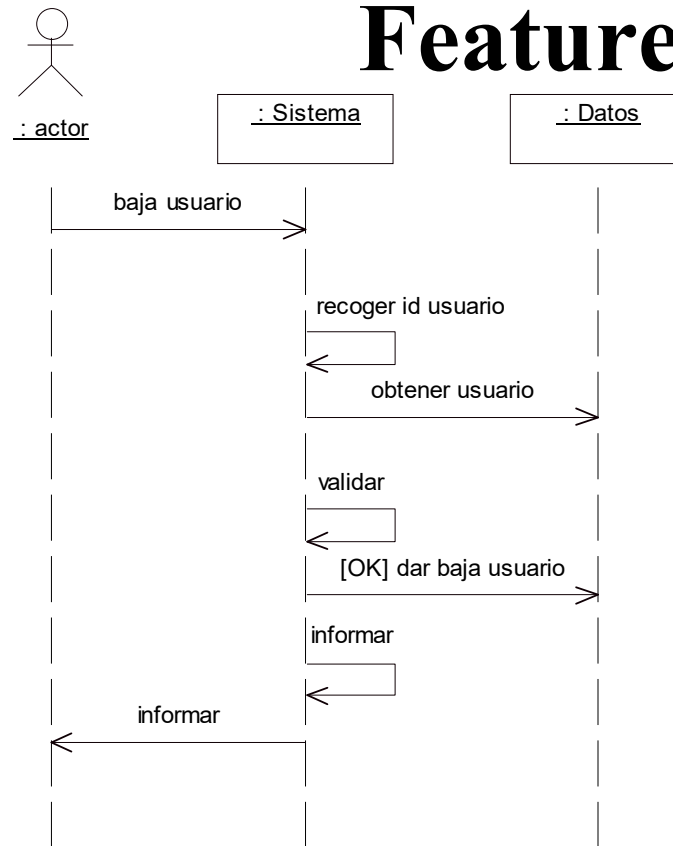 Feature
: actor
: Sistema
: Datos
baja usuario
recoger id usuario
obtener usuario
validar
[OK] dar baja usuario
informar
informar